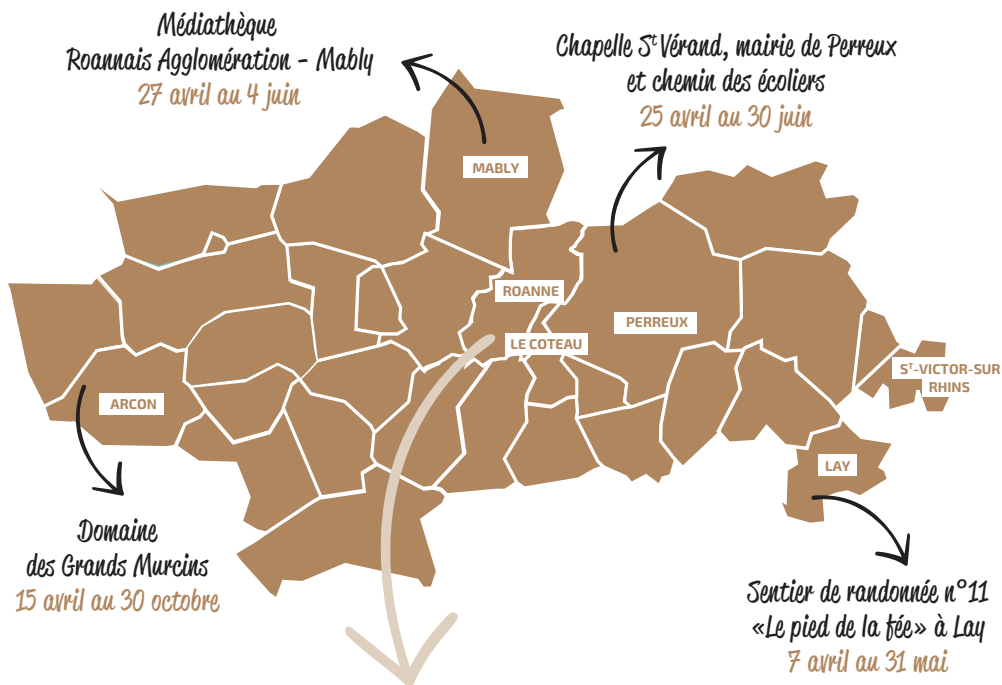 Médiathèque
Roannais Agglomération - Mably
27 avril au 4 juin
Chapelle Sᵗ Vérand, mairie de Perreux
et chemin des écoliers
25 avril au 30 juin
MABLY
ROANNE
PERREUX
LE COTEAU
Sᵀ-VICTOR-SUR
RHINS
ARCON
LAY
Domaine
des Grands Murcins
15 avril au 30 octobre
Sentier de randonnée n°11
«Le pied de la fée» à Lay
7 avril au 31 mai